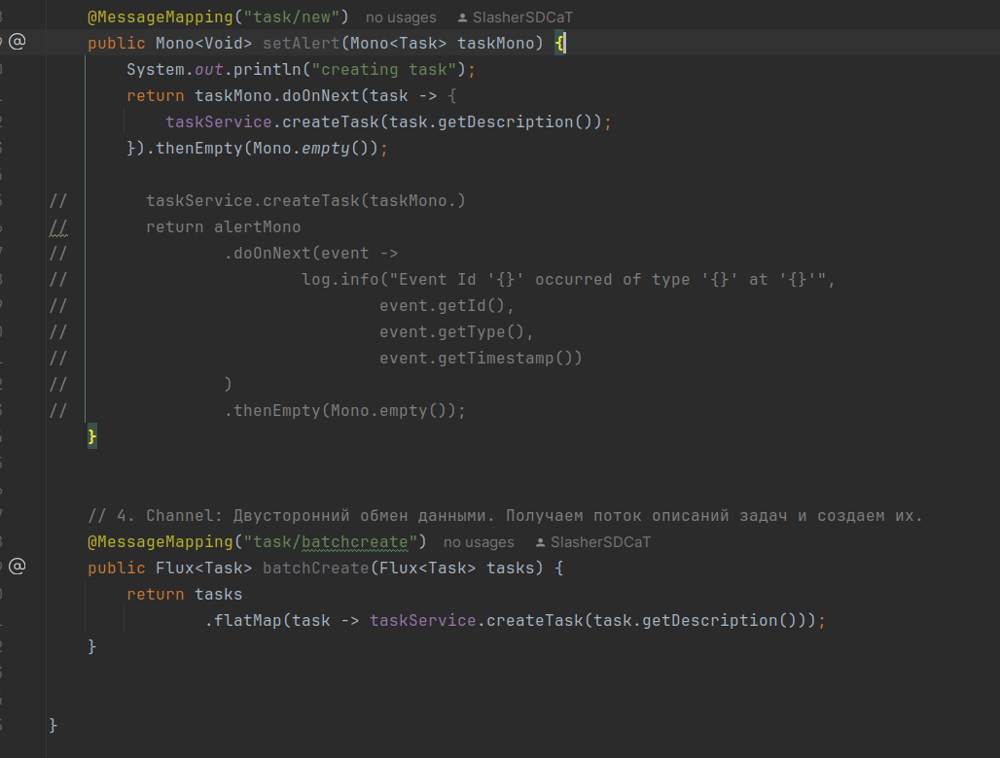 @MessageMapping("task/new") no usages SlasherSDCaT
public Mono<Void> setAlert(Mono<Task> taskMono) {
System.out.println("creating task");
return taskMono.doOnNext(task -> {
taskService.createTask(task.getDescription());
}).thenEmpty(Mono.empty());
// taskService.createTask(taskMono.)
// return alertMono
// .doOnNext(event ->
// log.info("Event Id '{}' occurred of type '{}' at '{}'",
// event.getId(),
// event.getType(),
// event.getTimestamp())
// )
// .thenEmpty(Mono.empty());
}
// 4. Channel: Двусторонний обмен данными. Получаем поток описаний задач и создаем их.
@MessageMapping("task/batchcreate") no usages SlasherSDCaT
public Flux<Task> batchCreate(Flux<Task> tasks) {
return tasks
.flatMap(task -> taskService.createTask(task.getDescription()));
}
}